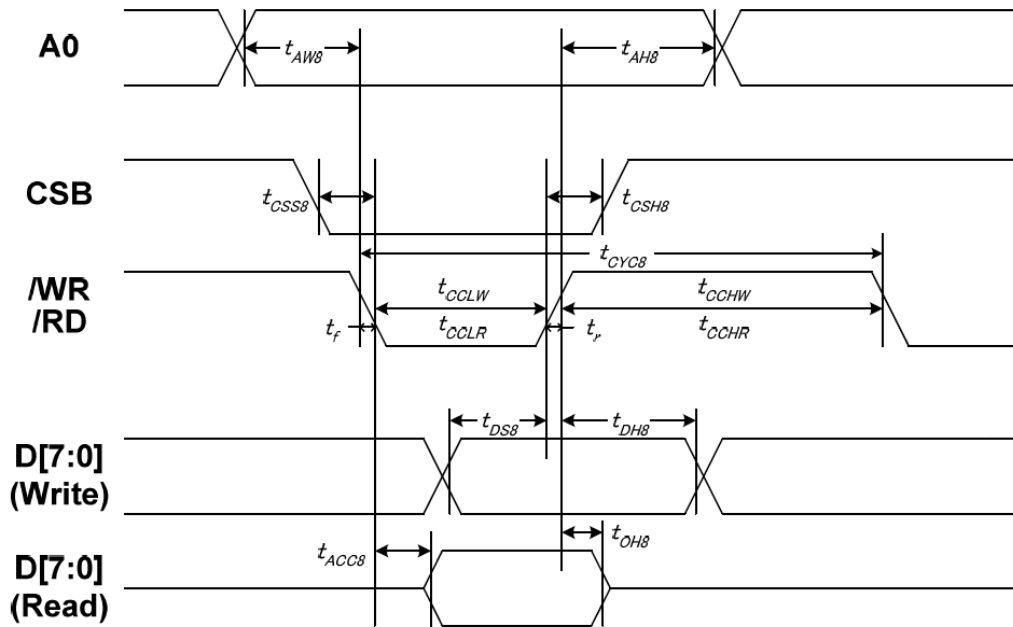 A0
tAW8
tAH8
CSB
tCSS8
tCSH8
tCYC8
/WR
/RD
tCCLW
tCCHW
tf
tCCLR
tr
tCCHR
tDS8
tDH8
D[7:0]
(Write)
tACC8
tOH8
D[7:0]
(Read)